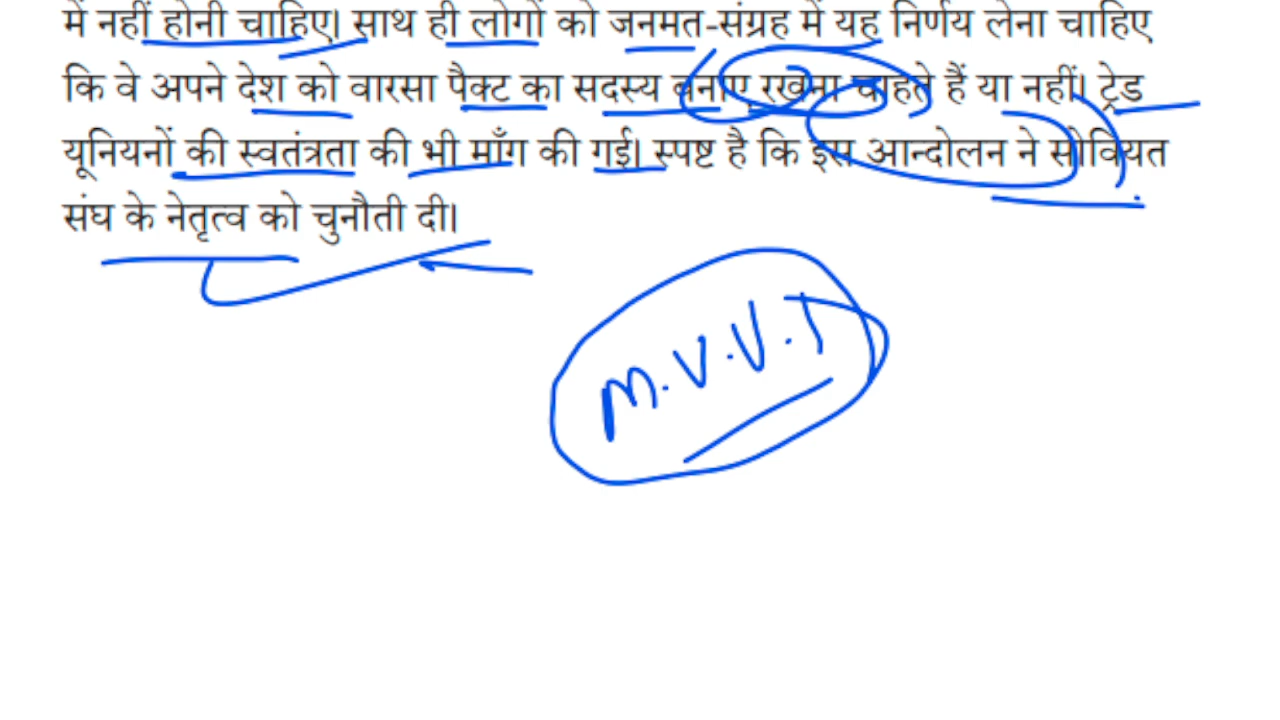 में नहीं होनी चाहिए। साथ ही लोगों को जनमत-संग्रह में यह निर्णय लेना चाहिए
कि वे अपने देश को वारसा पैक्ट का सदस्य बनाए रखना चाहते हैं या नहीं। ट्रेड
यूनियनों की स्वतंत्रता की भी माँग की गई। स्पष्ट है कि इस आन्दोलन ने सोवियत
संघ के नेतृत्व को चुनौती दी।
M.V.V.I